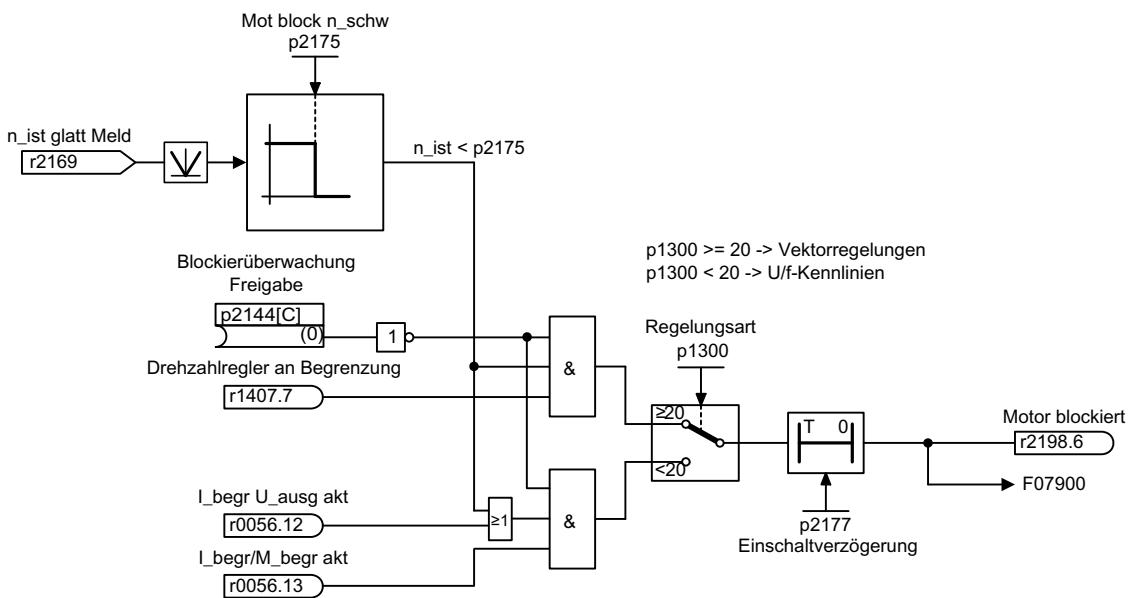 Mot block n_schw
p2175
n_ist glatt Meld
r2169
n_ist < p2175
p1300 >= 20 -> Vektorregelungen
p1300 < 20 -> U/f-Kennlinien
Blockierüberwachung
Freigabe
p2144[C]
(0)
1
Regelungsart
p1300
Drehzahlregler an Begrenzung
r1407.7
&
≥20
<20
T 0
Motor blockiert
r2198.6
F07900
I_begr U_ausg akt
r0056.12
≥1
&
p2177
Einschaltverzögerung
I_begr/M_begr akt
r0056.13